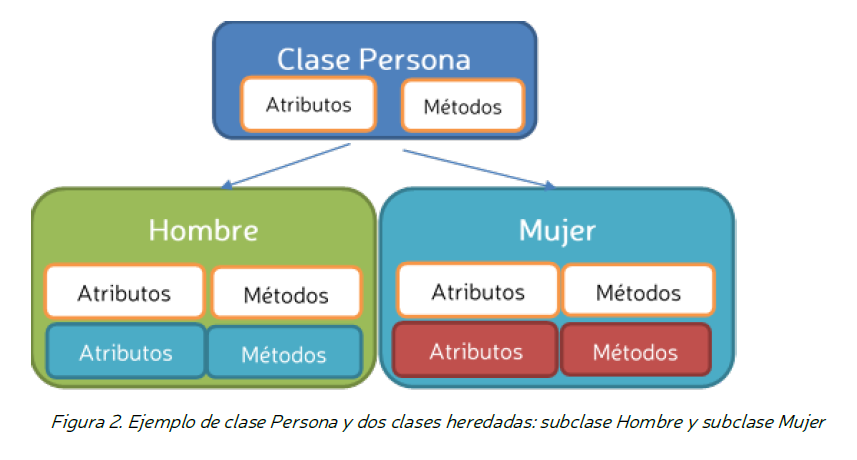 Clase Persona
Atributos Métodos
Hombre
Atributos Métodos
Atributos Métodos
Mujer
Atributos Métodos
Atributos Métodos
Figura 2. Ejemplo de clase Persona y dos clases heredadas: subclase Hombre y subclase Mujer